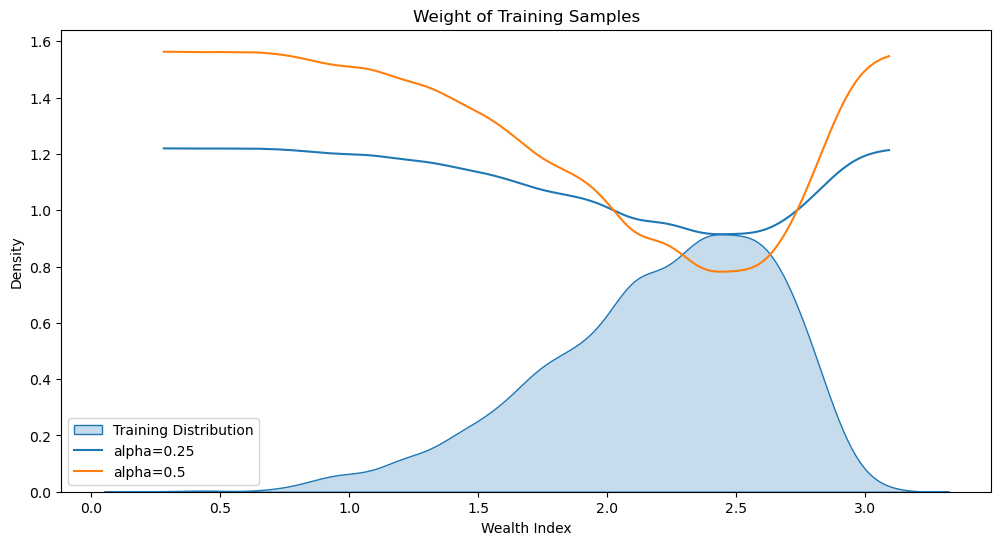 Weight of Training Samples
Density
1.6
1.4
1.2
1.0
0.8
0.6
0.4
0.2
0.0
Training Distribution
alpha=0.25
alpha=0.5
0.0 0.5 1.0 1.5 2.0 2.5 3.0
Wealth Index